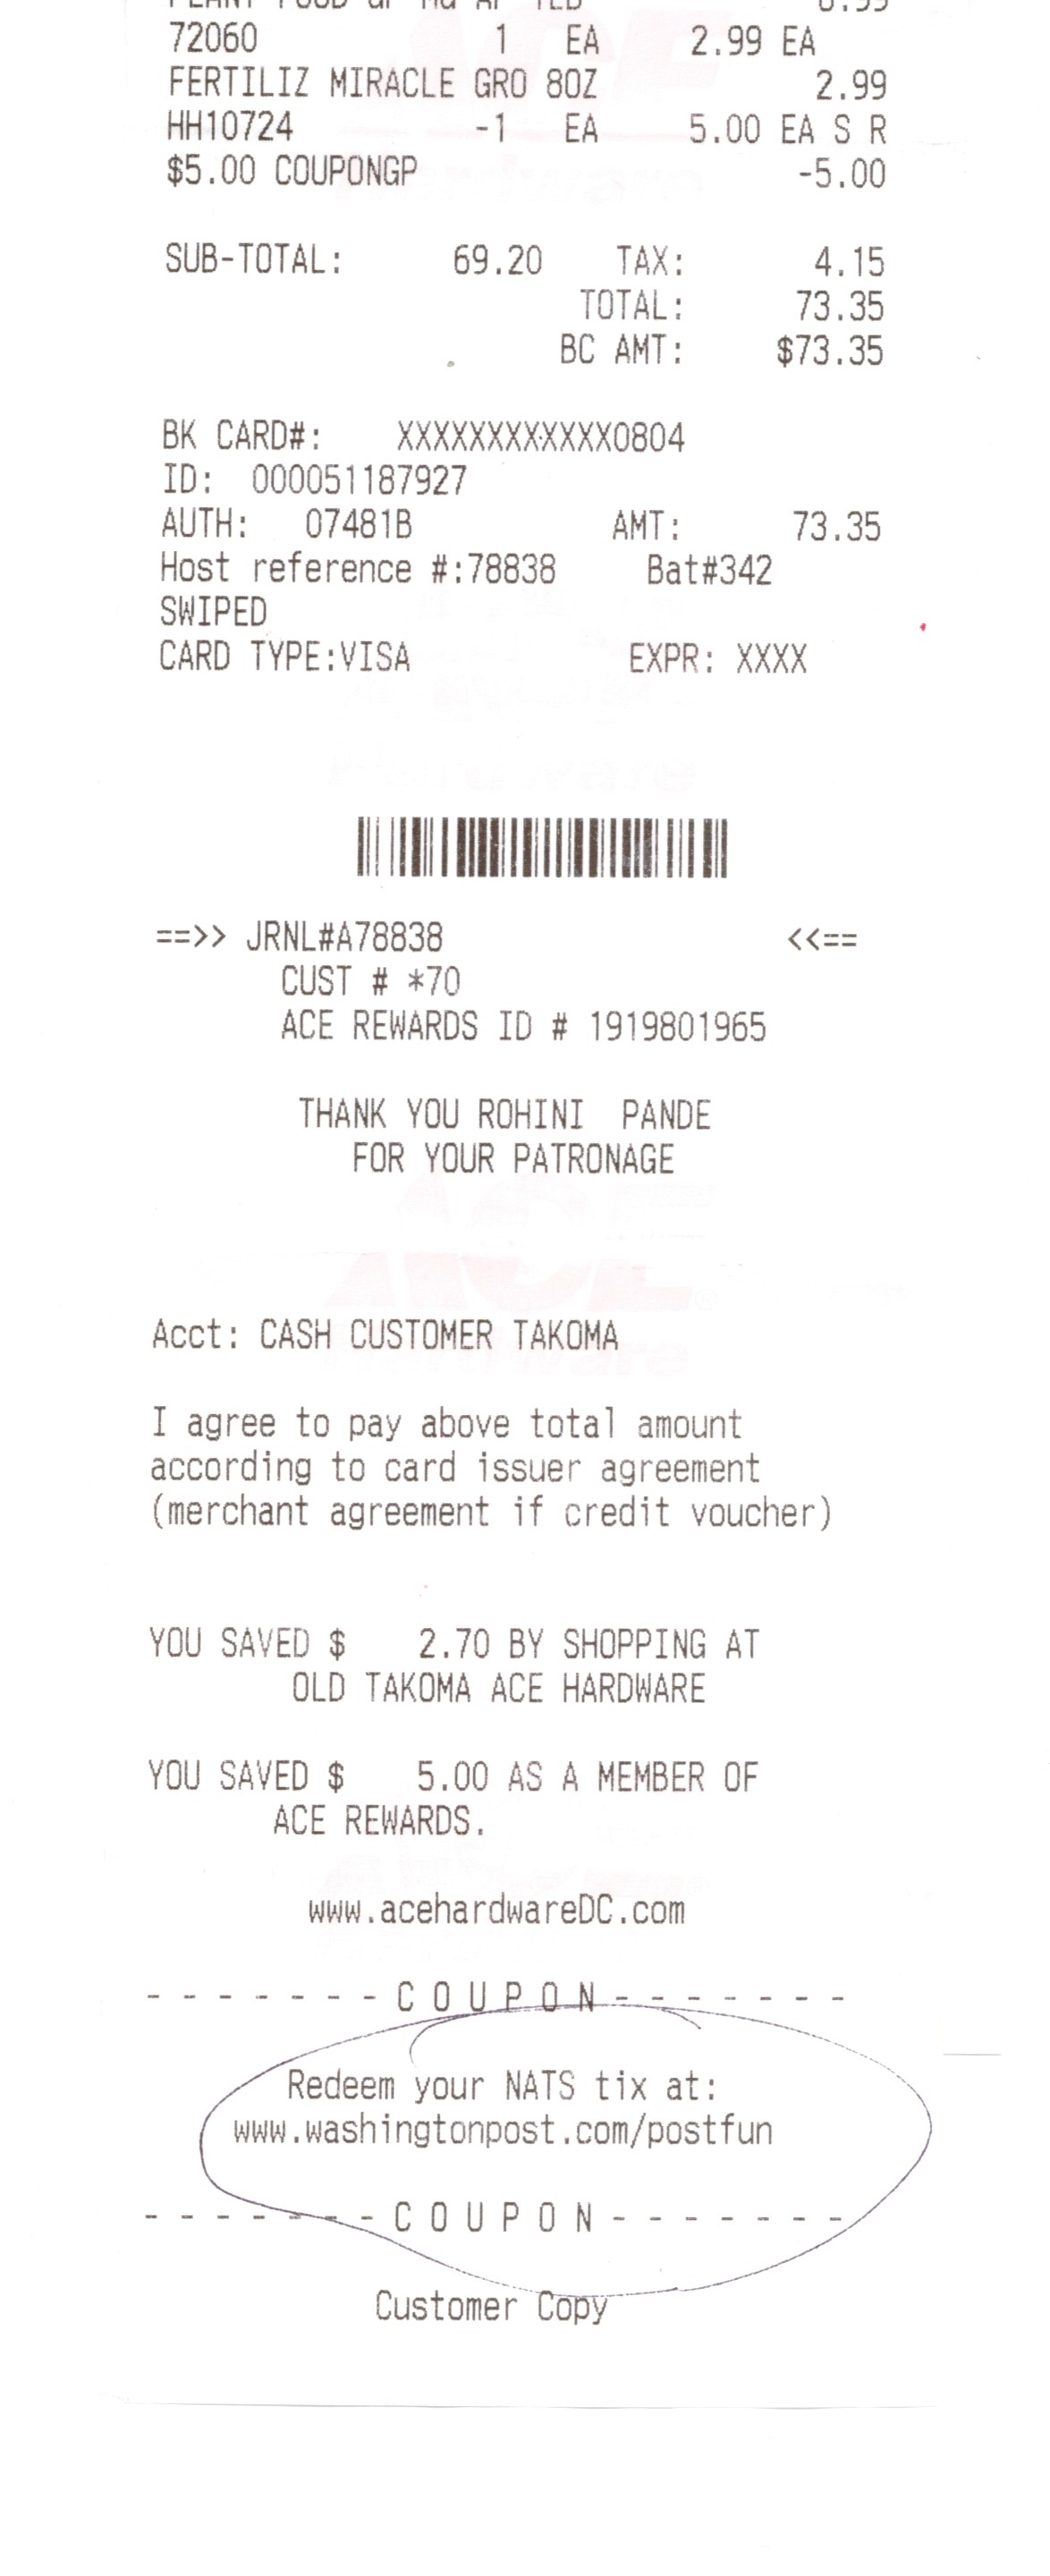 72060 1 EA 2.99 EA
FERTILIZ MIRACLE GRO 8OZ 2.99
HH10724 -1 EA 5.00 EA S R
$5.00 COUPONGP -5.00
SUB-TOTAL: 69.20 TAX: 4.15
TOTAL: 73.35
BC AMT: $73.35
BK CARD#: XXXXXXXXXXXX0804
ID: 000051187927
AUTH: 07481B AMT: 73.35
Host reference #:78838 Bat#342
SWIPED
CARD TYPE:VISA EXPR: XXXX
==>> JRNL#A78838 <<==
CUST # *70
ACE REWARDS ID # 1919801965
THANK YOU ROHINI PANDE
FOR YOUR PATRONAGE
Acct: CASH CUSTOMER TAKOMA
I agree to pay above total amount
according to card issuer agreement
(merchant agreement if credit voucher)
YOU SAVED $ 2.70 BY SHOPPING AT
OLD TAKOMA ACE HARDWARE
YOU SAVED $ 5.00 AS A MEMBER OF
ACE REWARDS.
www.acehardwareDC.com
- - - - - - - C O U P O N - - - - - - -
Redeem your NATS tix at:
www.washingtonpost.com/postfun
- - - - - - - C O U P O N - - - - - - -
Customer Copy